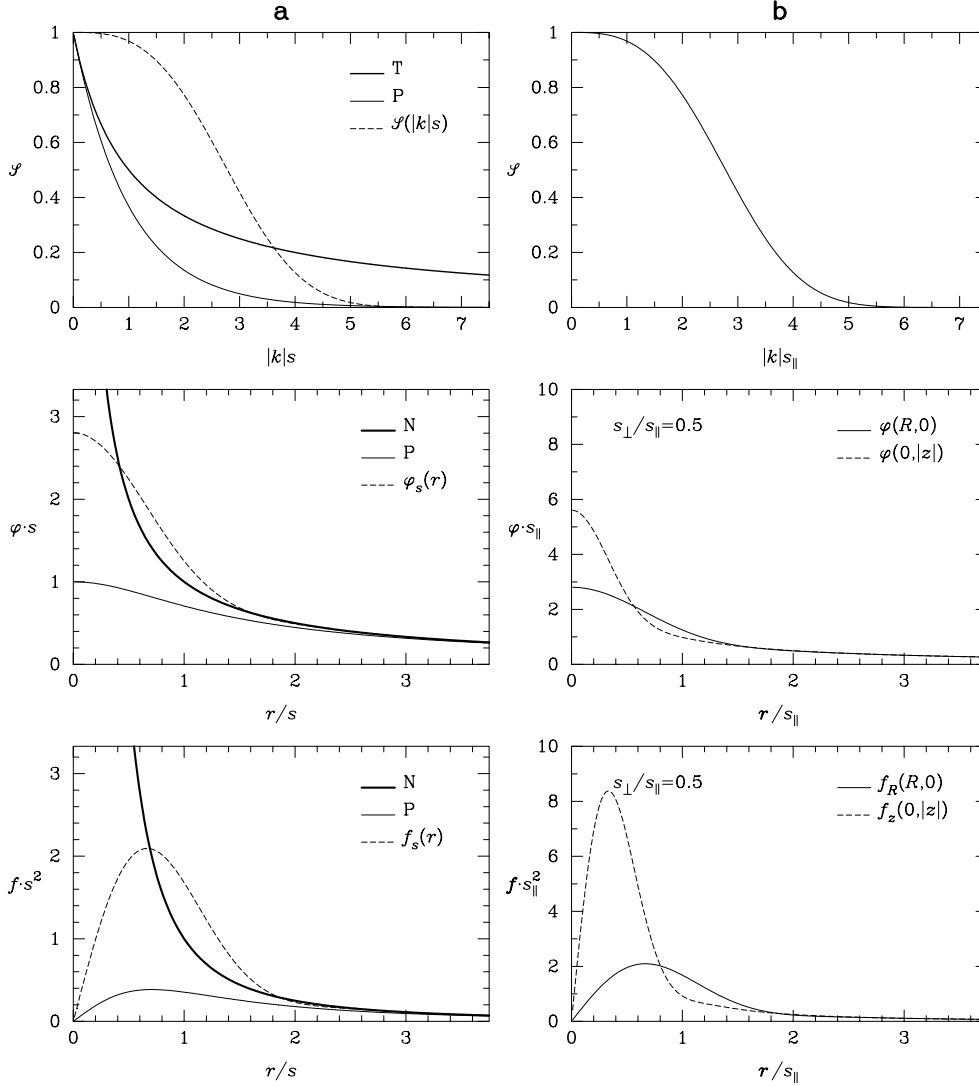 a
b
1
0.8
0.6
0.4
0.2
0
𝒮
T
P
𝒮(|k|s)
0 1 2 3 4 5 6 7
|k|s
1
0.8
0.6
0.4
0.2
0
𝒮
0 1 2 3 4 5 6 7
|k|s∥
3
2
1
0
φ·s
N
P
φₛ(r)
0 1 2 3
r/s
10
8
6
4
2
0
φ·s∥
s⊥/s∥=0.5
φ(R,0)
φ(0,|z|)
0 1 2 3
r/s∥
3
2
1
0
f·s²
N
P
fₛ(r)
0 1 2 3
r/s
10
8
6
4
2
0
f·s∥²
s⊥/s∥=0.5
f_R(R,0)
f_z(0,|z|)
0 1 2 3
r/s∥